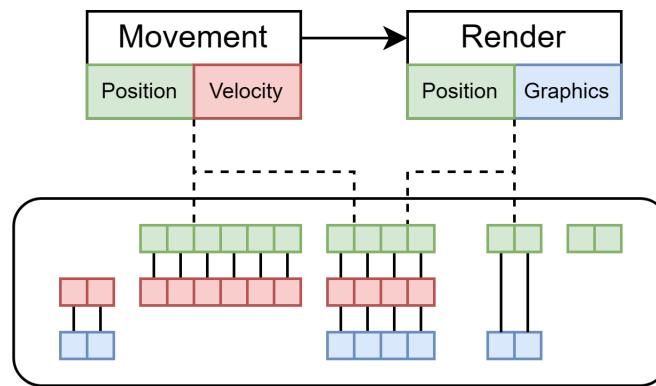 Movement
Render
Position
Velocity
Position
Graphics